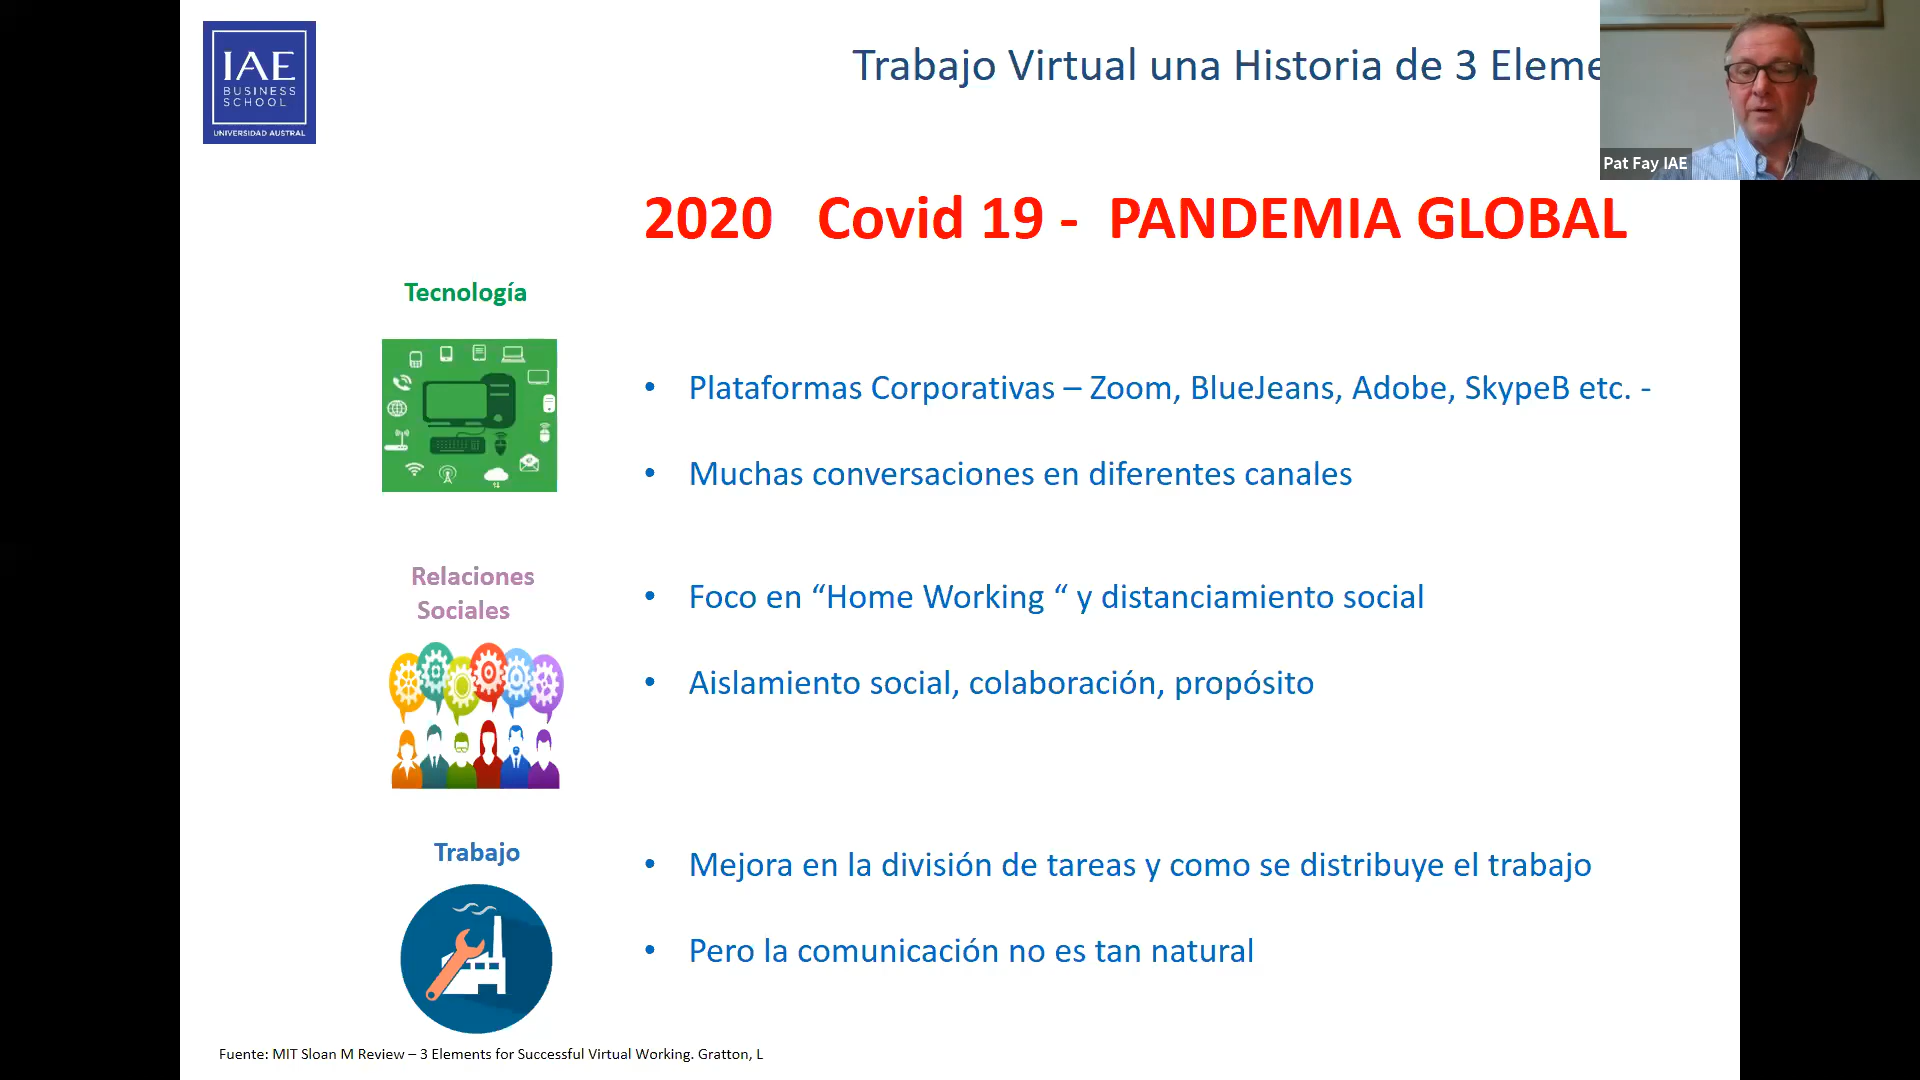 IAE
BUSINESS
SCHOOL
UNIVERSIDAD AUSTRAL
Trabajo Virtual una Historia de 3 Eleme
Pat Fay IAE
2020 Covid 19 - PANDEMIA GLOBAL
Tecnología
• Plataformas Corporativas – Zoom, BlueJeans, Adobe, SkypeB etc. -
• Muchas conversaciones en diferentes canales
Relaciones
Sociales
• Foco en “Home Working “ y distanciamiento social
• Aislamiento social, colaboración, propósito
Trabajo
• Mejora en la división de tareas y como se distribuye el trabajo
• Pero la comunicación no es tan natural
Fuente: MIT Sloan M Review – 3 Elements for Successful Virtual Working. Gratton, L